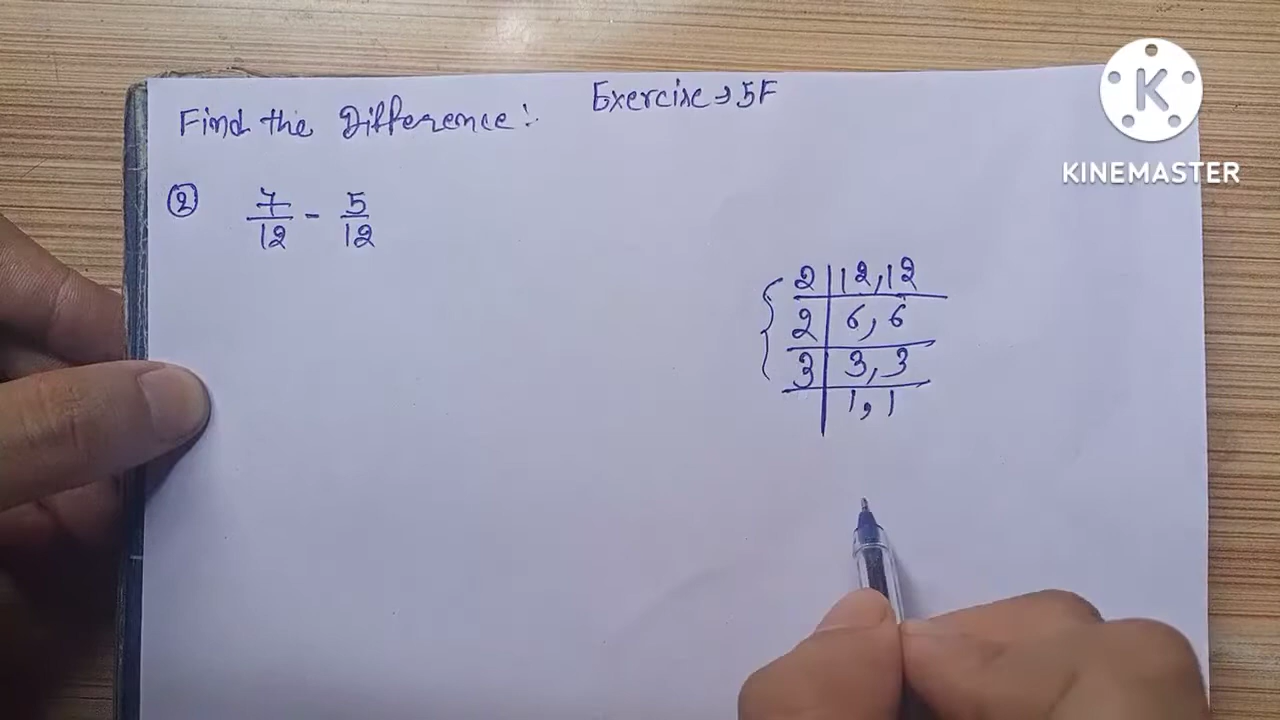 Find the Difference:
Exercise → 5F
② 7/12 - 5/12
2 | 12, 12
2 | 6, 6
3 | 3, 3
1, 1
K
KINEMASTER